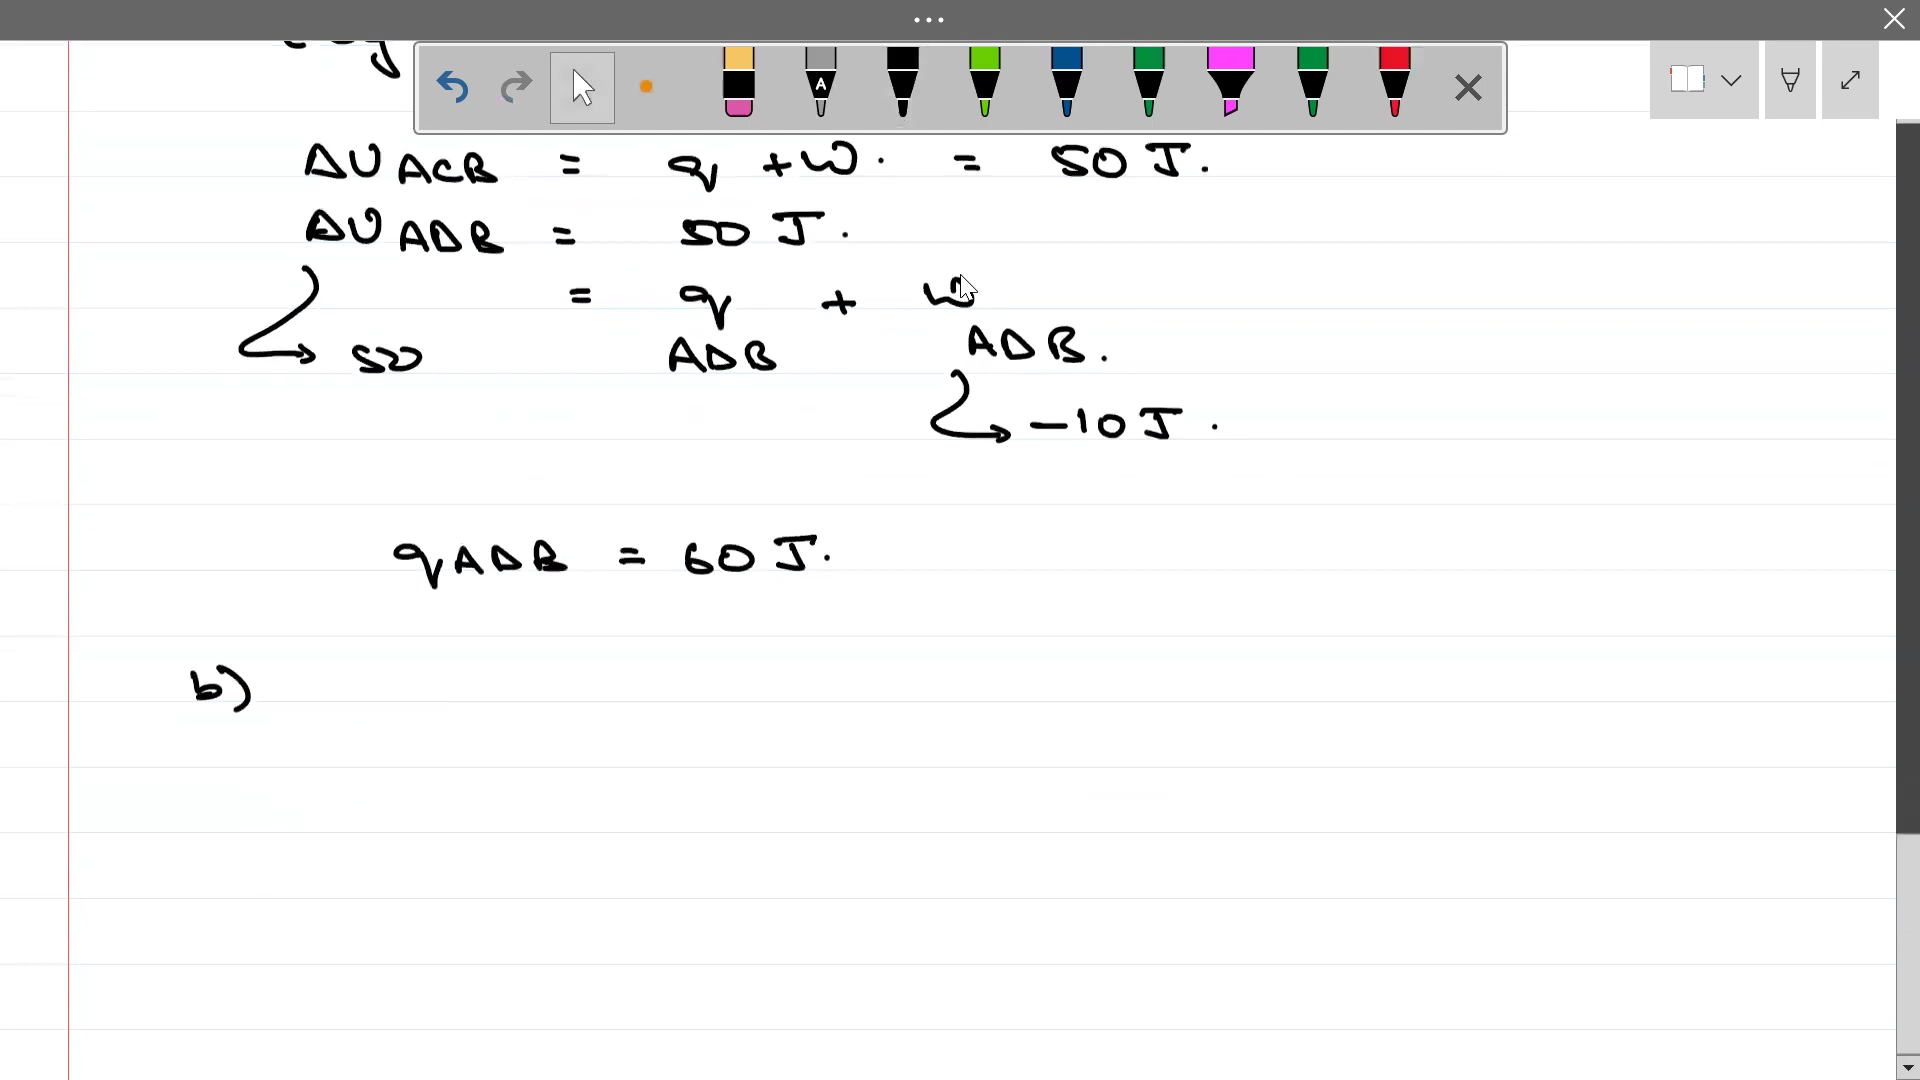 ΔU ACB = q + W. = 50 J.
ΔU ADB = 50 J.
= q + w
50 ADB ADB.
-10 J.
q ADB = 60 J.
b)